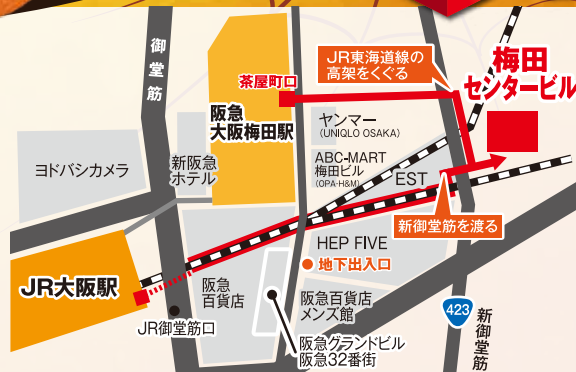 御堂筋
JR東海道線の
高架をくぐる
梅田
センタービル
茶屋町口
阪急
大阪梅田駅
ヤンマー
(UNIQLO OSAKA)
ABC-MART
梅田ビル
(OPA・H&M)
EST
ヨドバシカメラ
新阪急
ホテル
新御堂筋を渡る
HEP FIVE
地下出入口
JR大阪駅
阪急
百貨店
阪急百貨店
メンズ館
JR御堂筋口
阪急グランドビル
阪急32番街
423
新御堂筋